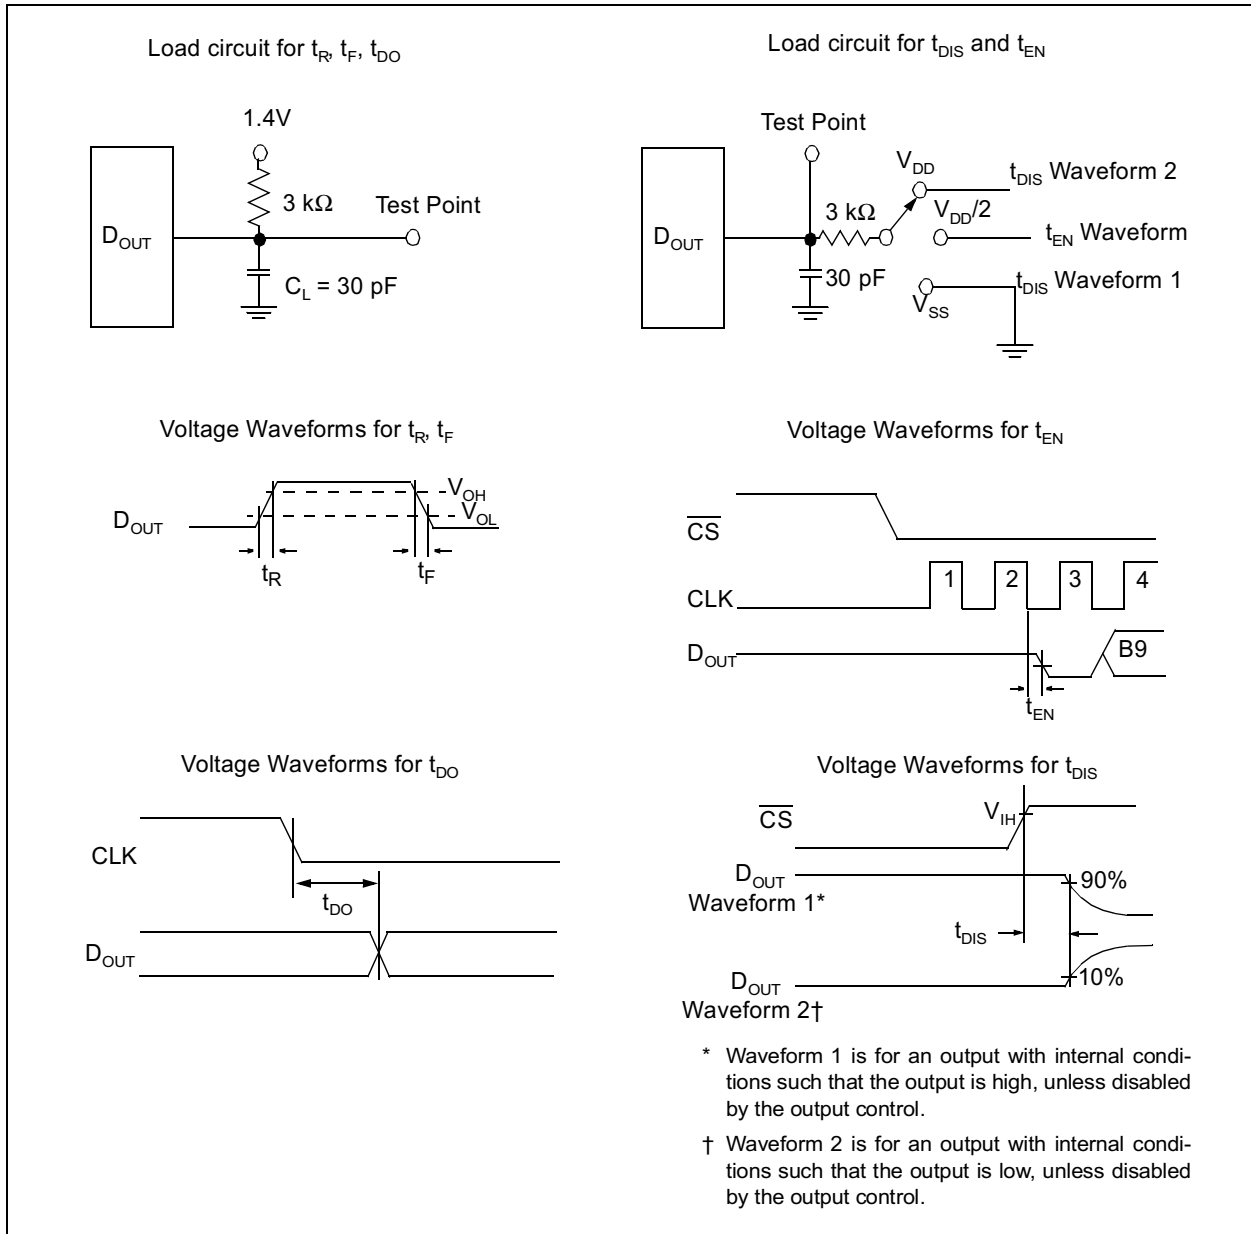 Load circuit for tR, tF, tDO
1.4V
3 kΩ
Test Point
DOUT
CL = 30 pF
Load circuit for tDIS and tEN
Test Point
VDD
tDIS Waveform 2
3 kΩ
VDD/2
DOUT
tEN Waveform
30 pF
tDIS Waveform 1
VSS
Voltage Waveforms for tR, tF
VOH
VOL
DOUT
tR
tF
Voltage Waveforms for tEN
CS
1
2
3
4
CLK
DOUT
B9
tEN
Voltage Waveforms for tDO
CLK
tDO
DOUT
Voltage Waveforms for tDIS
VIH
CS
DOUT
90%
Waveform 1*
tDIS
DOUT
10%
Waveform 2†
* Waveform 1 is for an output with internal condi-
tions such that the output is high, unless disabled
by the output control.
† Waveform 2 is for an output with internal condi-
tions such that the output is low, unless disabled
by the output control.